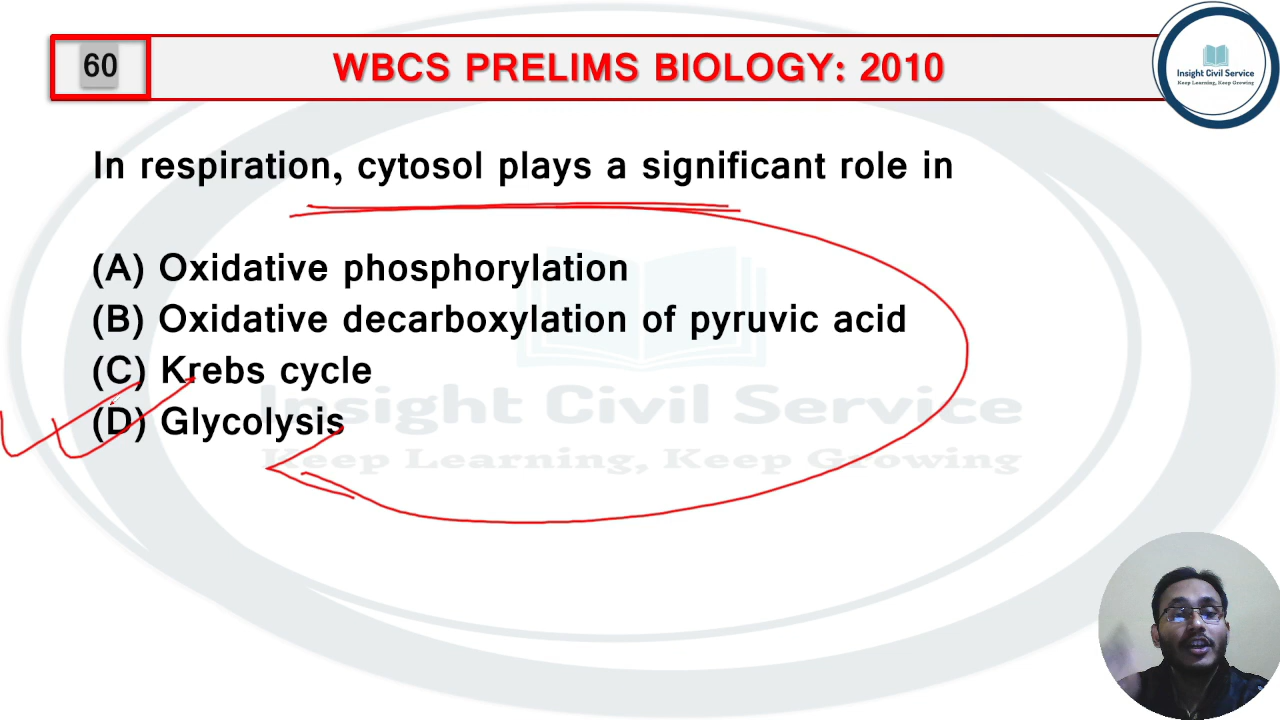 60
WBCS PRELIMS BIOLOGY: 2010
Insight Civil Service
Keep Learning, Keep Growing
In respiration, cytosol plays a significant role in
(A) Oxidative phosphorylation
(B) Oxidative decarboxylation of pyruvic acid
(C) Krebs cycle
(D) Glycolysis
Insight Civil Service
Keep Learning, Keep Growing